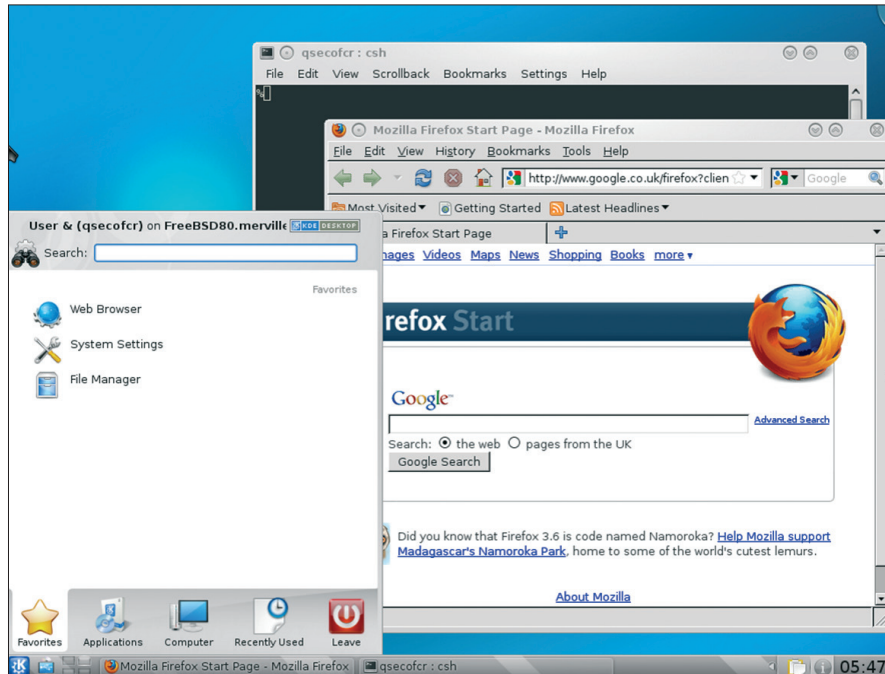 qsecofcr : csh
File Edit View Scrollback Bookmarks Settings Help
%
Mozilla Firefox Start Page - Mozilla Firefox
File Edit View History Bookmarks Tools Help
http://www.google.co.uk/firefox?clien
Google
Most Visited Getting Started Latest Headlines
a Firefox Start Page
nages Videos Maps News Shopping Books more
refox Start
Google™
Advanced Search
Search: the web pages from the UK
Google Search
Did you know that Firefox 3.6 is code named Namoroka? Help Mozilla support
Madagascar's Namoroka Park, home to some of the world's cutest lemurs.
About Mozilla
User & (qsecofcr) on FreeBSD80.merville KDE DESKTOP
Search:
Favorites
Web Browser
System Settings
File Manager
Favorites Applications Computer Recently Used Leave
Mozilla Firefox Start Page - Mozilla Firefox qsecofcr : csh 05:47